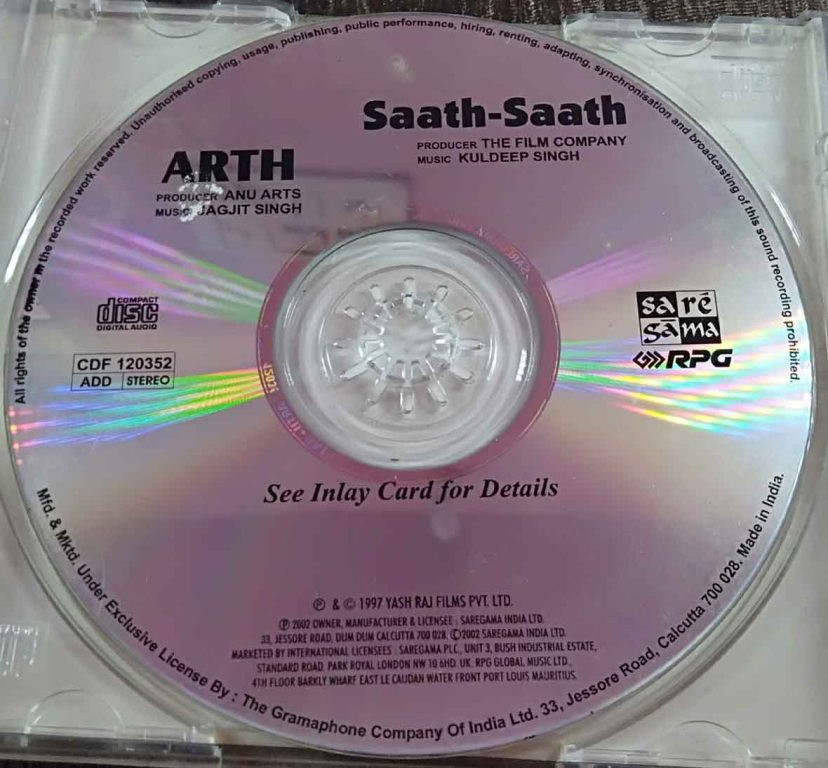 All rights of the owner in the recorded work reserved. Unauthorised copying, usage, publishing, public performance, hiring, renting, adapting, synchronisation and broadcasting of this sound recording prohibited.
Saath-Saath
PRODUCER THE FILM COMPANY
MUSIC KULDEEP SINGH
ARTH
PRODUCER ANU ARTS
MUSIC JAGJIT SINGH
COMPACT
disc
DIGITAL AUDIO
CDF 120352
ADD STEREO
sa ré
gāma
RPG
See Inlay Card for Details
℗ & © 1997 YASH RAJ FILMS PVT. LTD.
℗ 2002 OWNER, MANUFACTURER & LICENSEE : SAREGAMA INDIA LTD.
33, JESSORE ROAD, DUM DUM CALCUTTA 700 028. ©2002 SAREGAMA INDIA LTD.
MARKETED BY INTERNATIONAL LICENSEES : SAREGAMA PLC., UNIT 3, BUSH INDUSTRIAL ESTATE,
STANDARD ROAD, PARK ROYAL LONDON NW 10 6HD. UK. RPG GLOBAL MUSIC LTD.,
4TH FLOOR BARKLY WHARF EAST LE CAUDAN WATER FRONT PORT LOUIS MAURITIUS.
Mfd. & Mktd. Under Exclusive License By : The Gramaphone Company Of India Ltd. 33, Jessore Road, Calcutta 700 028. Made in India.